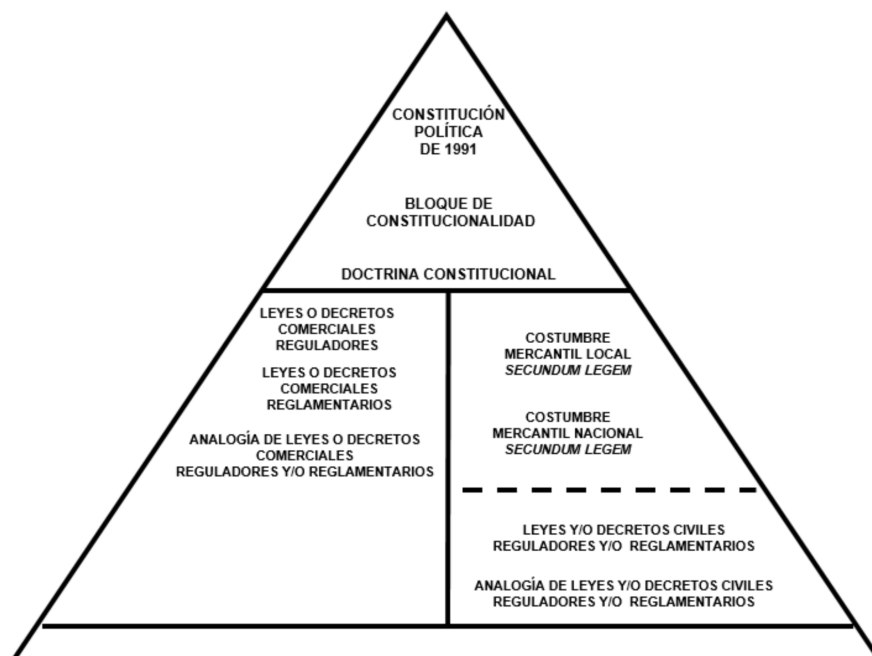 CONSTITUCIÓN
POLÍTICA
DE 1991
BLOQUE DE
CONSTITUCIONALIDAD
DOCTRINA CONSTITUCIONAL
LEYES O DECRETOS
COMERCIALES
REGULADORES
LEYES O DECRETOS
COMERCIALES
REGLAMENTARIOS
ANALOGÍA DE LEYES O DECRETOS
COMERCIALES
REGULADORES Y/O REGLAMENTARIOS
COSTUMBRE
MERCANTIL LOCAL
SECUNDUM LEGEM
COSTUMBRE
MERCANTIL NACIONAL
SECUNDUM LEGEM
LEYES Y/O DECRETOS CIVILES
REGULADORES Y/O REGLAMENTARIOS
ANALOGÍA DE LEYES Y/O DECRETOS CIVILES
REGULADORES Y/O REGLAMENTARIOS